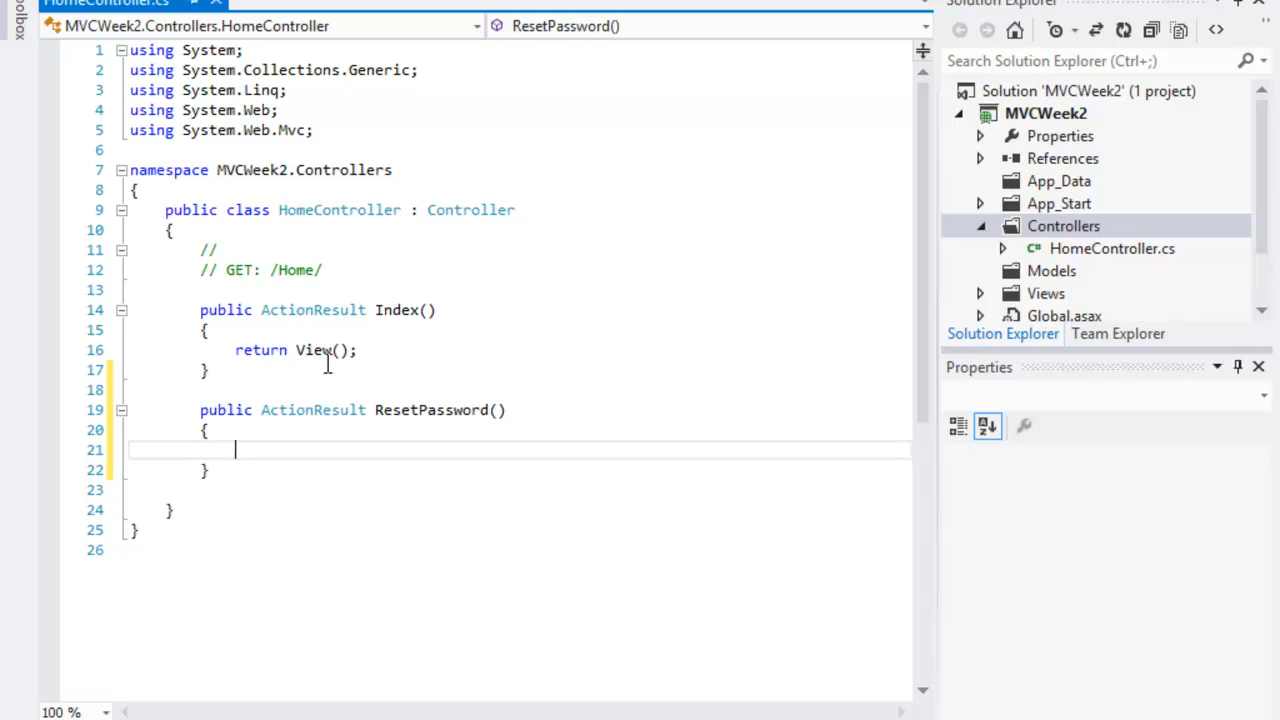 HomeController.cs
Solution Explorer
oolbox
MVCWeek2.Controllers.HomeController
ResetPassword()
Search Solution Explorer (Ctrl+;)
1 using System;
2 using System.Collections.Generic;
3 using System.Linq;
4 using System.Web;
5 using System.Web.Mvc;
6
7 namespace MVCWeek2.Controllers
8 {
9 public class HomeController : Controller
10 {
11 //
12 // GET: /Home/
13
14 public ActionResult Index()
15 {
16 return View();
17 }
18
19 public ActionResult ResetPassword()
20 {
21
22 }
23
24 }
25 }
26
100 %
Solution 'MVCWeek2' (1 project)
MVCWeek2
Properties
References
App_Data
App_Start
Controllers
C# HomeController.cs
Models
Views
Global.asax
Solution Explorer
Team Explorer
Properties